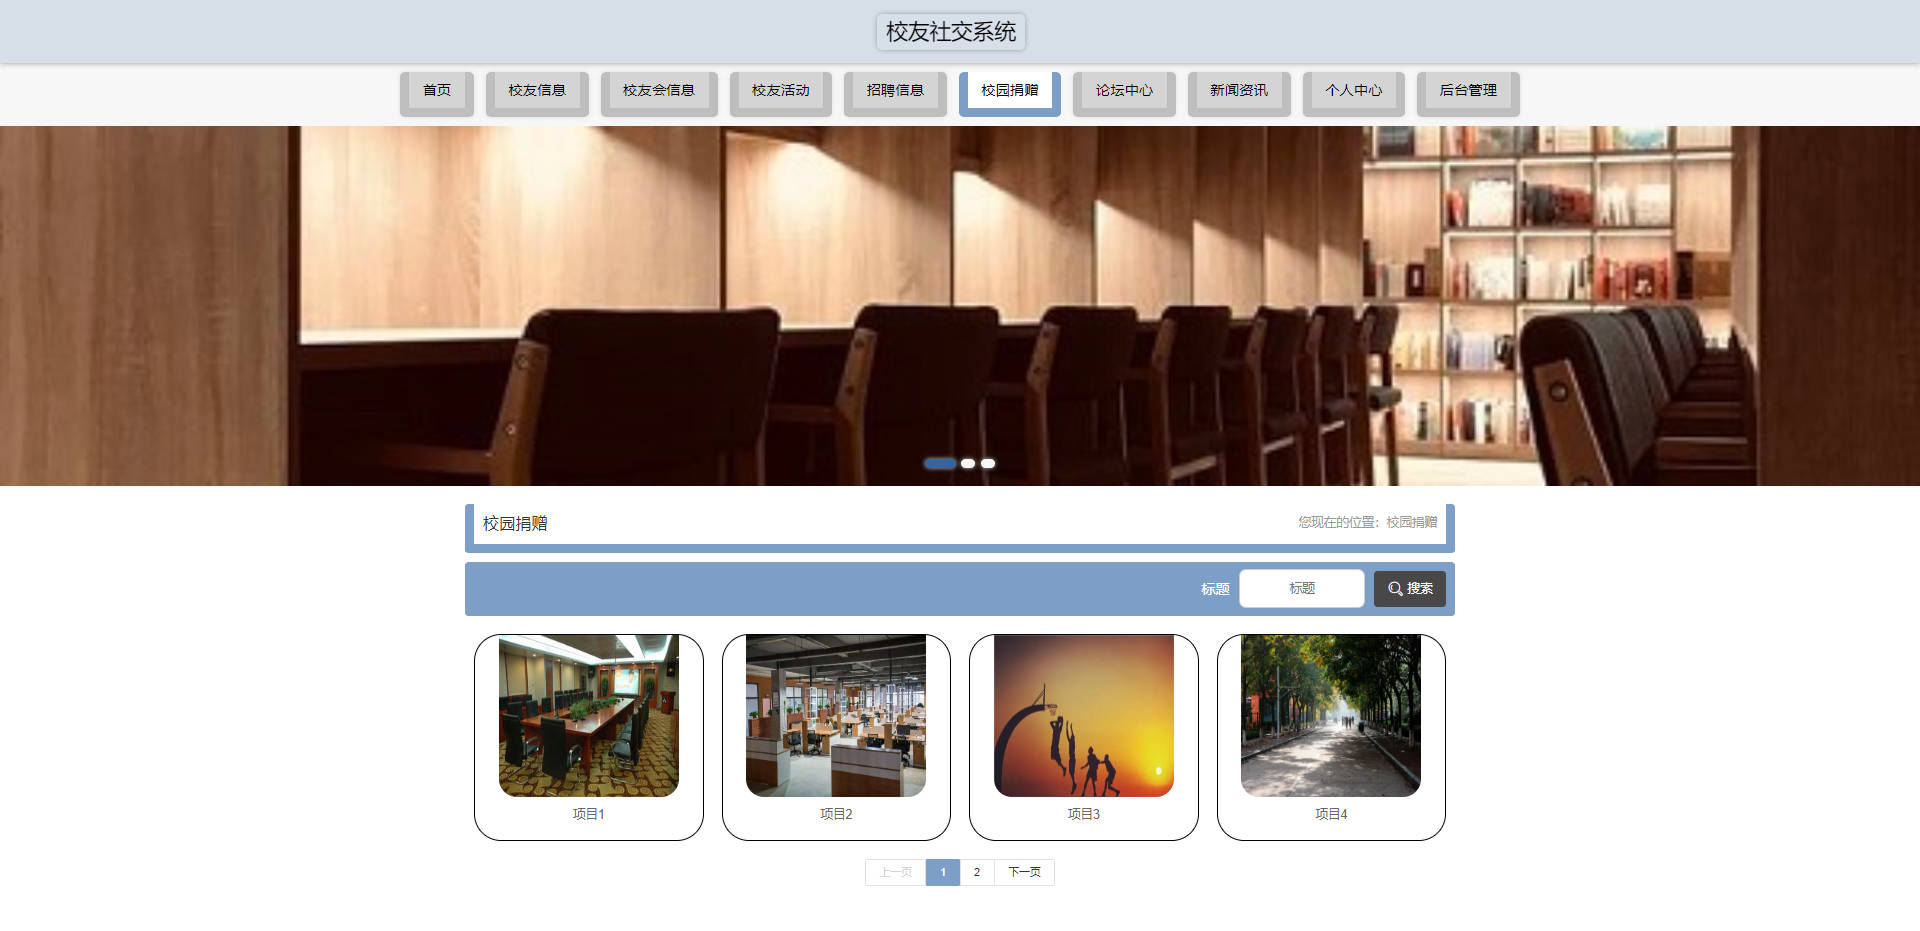 校友社交系统
首页 校友信息 校友会信息 校友活动 招聘信息 校园捐赠 论坛中心 新闻资讯 个人中心 后台管理
校园捐赠 您现在的位置：校园捐赠
标题 标题 搜索
项目1 项目2 项目3 项目4
上一页 1 2 下一页